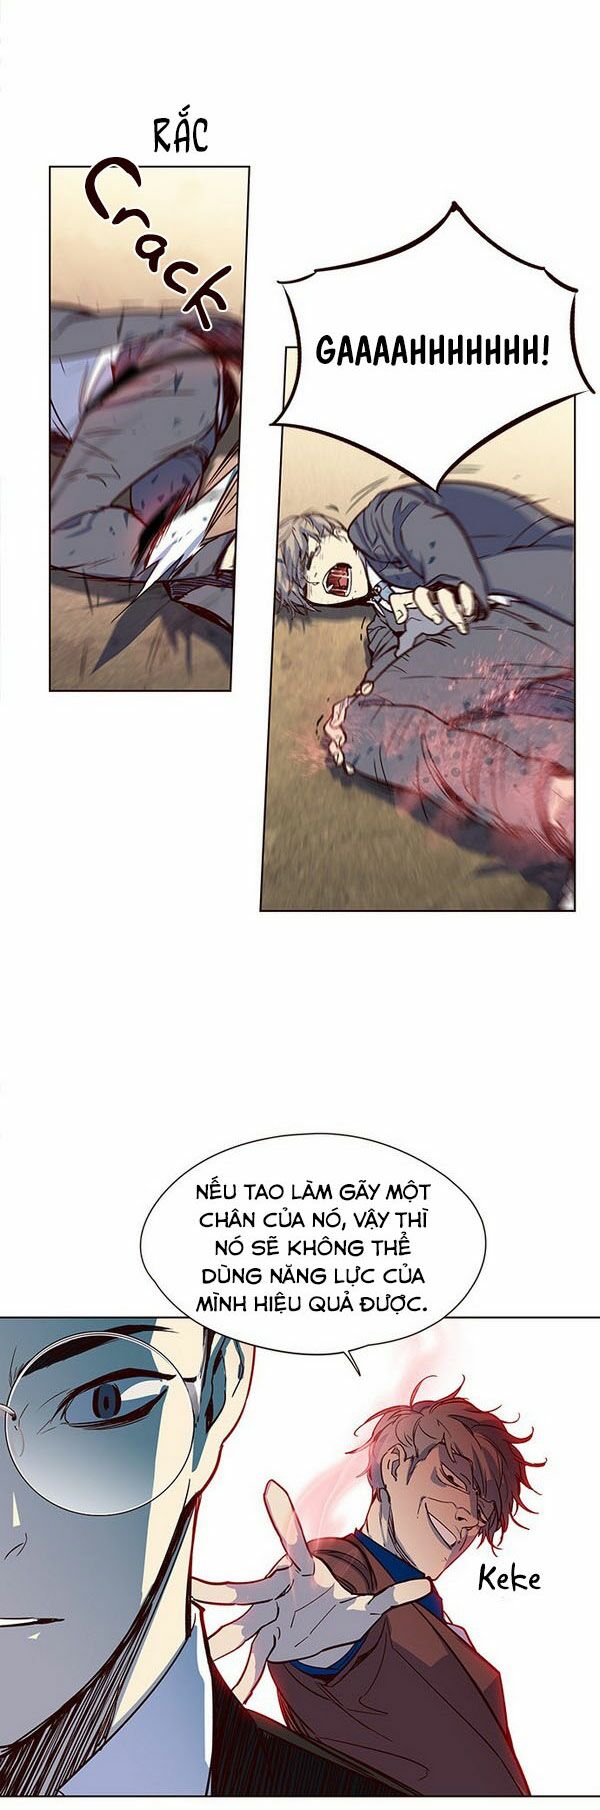 RẮC
Crack
GAAAAHHHHHHH!
NẾU TAO LÀM GÃY MỘT
CHÂN CỦA NÓ, VẬY THÌ
NÓ SẼ KHÔNG THỂ
DÙNG NĂNG LỰC CỦA
MÌNH HIỆU QUẢ ĐƯỢC.
Keke